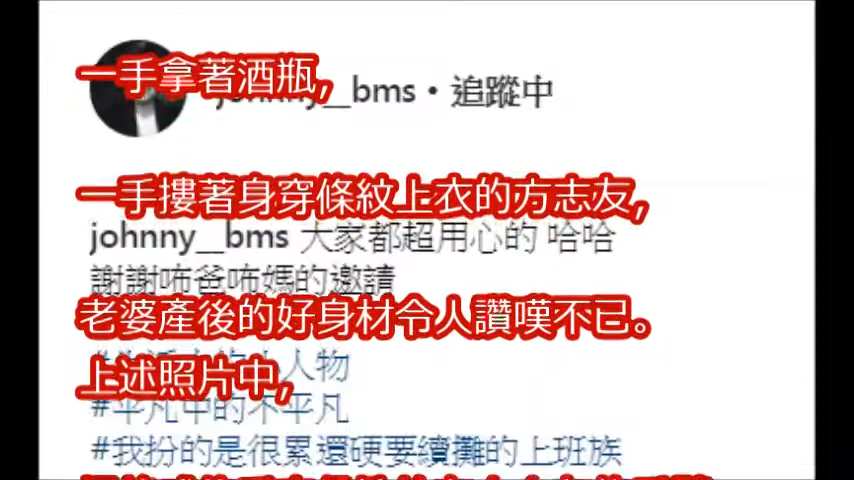 一手拿著酒瓶,
johnny__bms • 追蹤中
一手摟著身穿條紋上衣的方志友,
johnny__bms 大家都超用心的 哈哈
謝謝咘爸咘媽的邀請
老婆產後的好身材令人讚嘆不已。
上述照片中,
#平凡中的不平凡
#我扮的是很累還硬要續攤的上班族